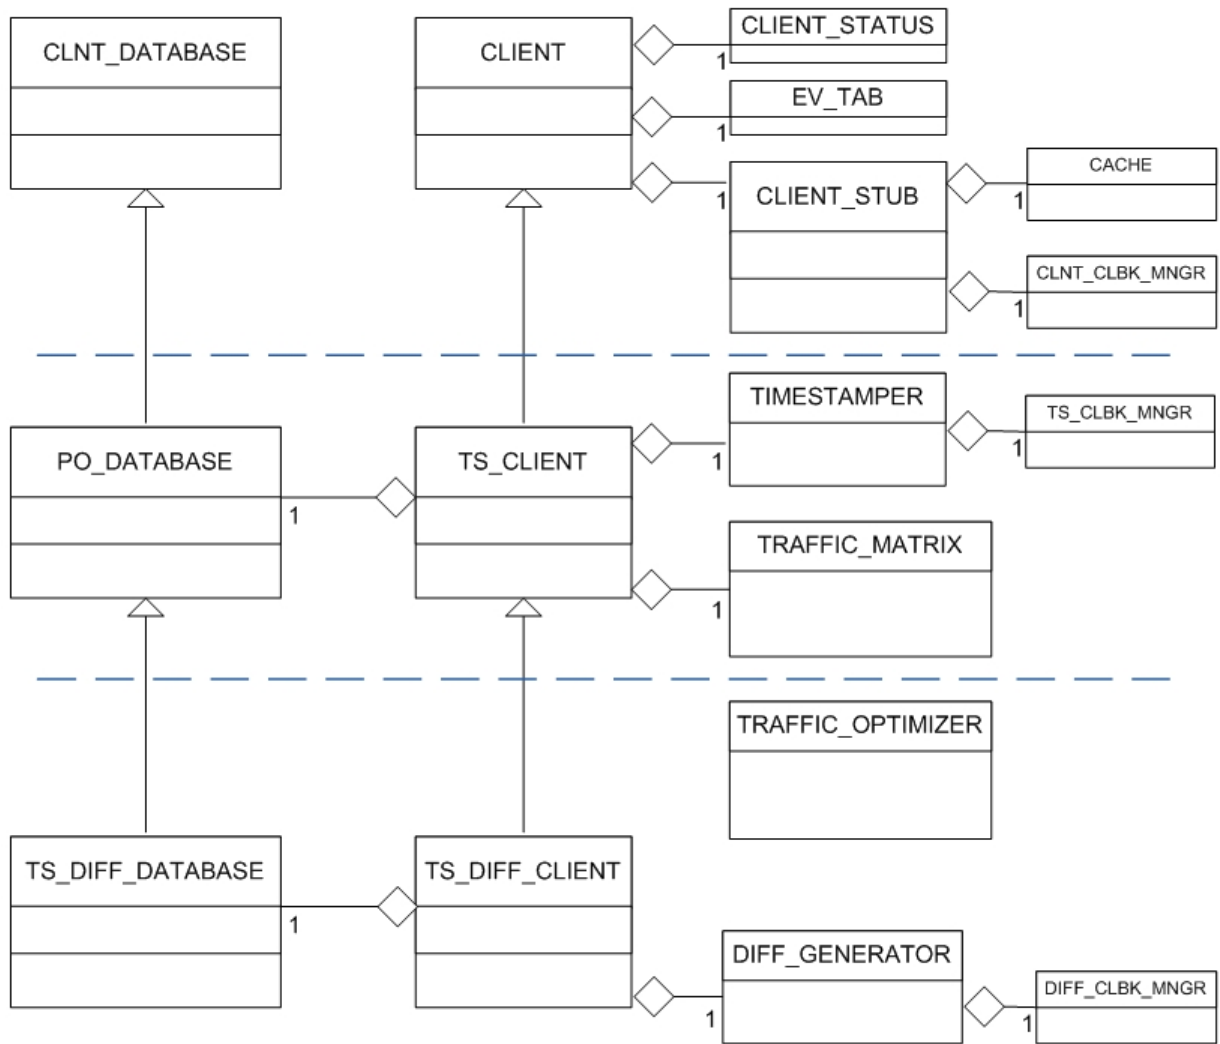 CLNT_DATABASE
CLIENT
CLIENT_STATUS
1
EV_TAB
1
CLIENT_STUB
1
CACHE
1
CLNT_CLBK_MNGR
1
PO_DATABASE
1
TS_CLIENT
TIMESTAMPER
1
TS_CLBK_MNGR
1
TRAFFIC_MATRIX
1
TRAFFIC_OPTIMIZER
TS_DIFF_DATABASE
1
TS_DIFF_CLIENT
DIFF_GENERATOR
1
DIFF_CLBK_MNGR
1